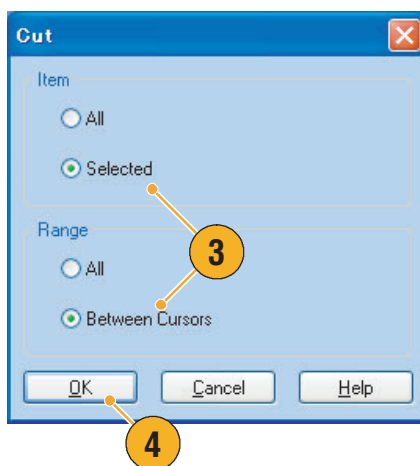 Cut
Item
All
Selected
3
Range
All
Between Cursors
OK Cancel Help
4